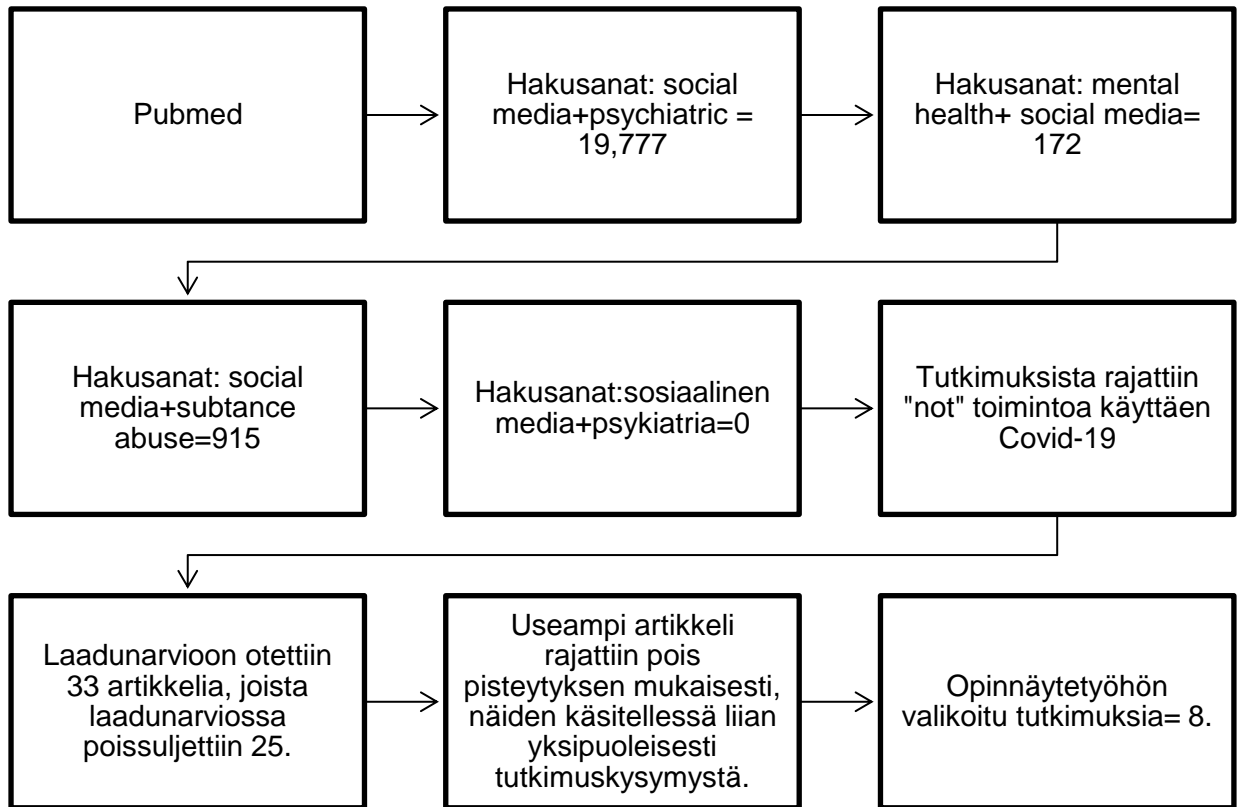 Pubmed
Hakusanat: social
media+psychiatric =
19,777
Hakusanat: mental
health+ social media=
172
Hakusanat: social
media+subtance
abuse=915
Hakusanat:sosiaalinen
media+psykiatria=0
Tutkimuksista rajattiin
"not" toimintoa käyttäen
Covid-19
Laadunarvioon otettiin
33 artikkelia, joista
laadunarviossa
poissuljettiin 25.
Useampi artikkeli
rajattiin pois
pisteytyksen mukaisesti,
näiden käsitellessä liian
yksipuoleisesti
tutkimuskysymystä.
Opinnäytetyöhön
valikoitu tutkimuksia= 8.